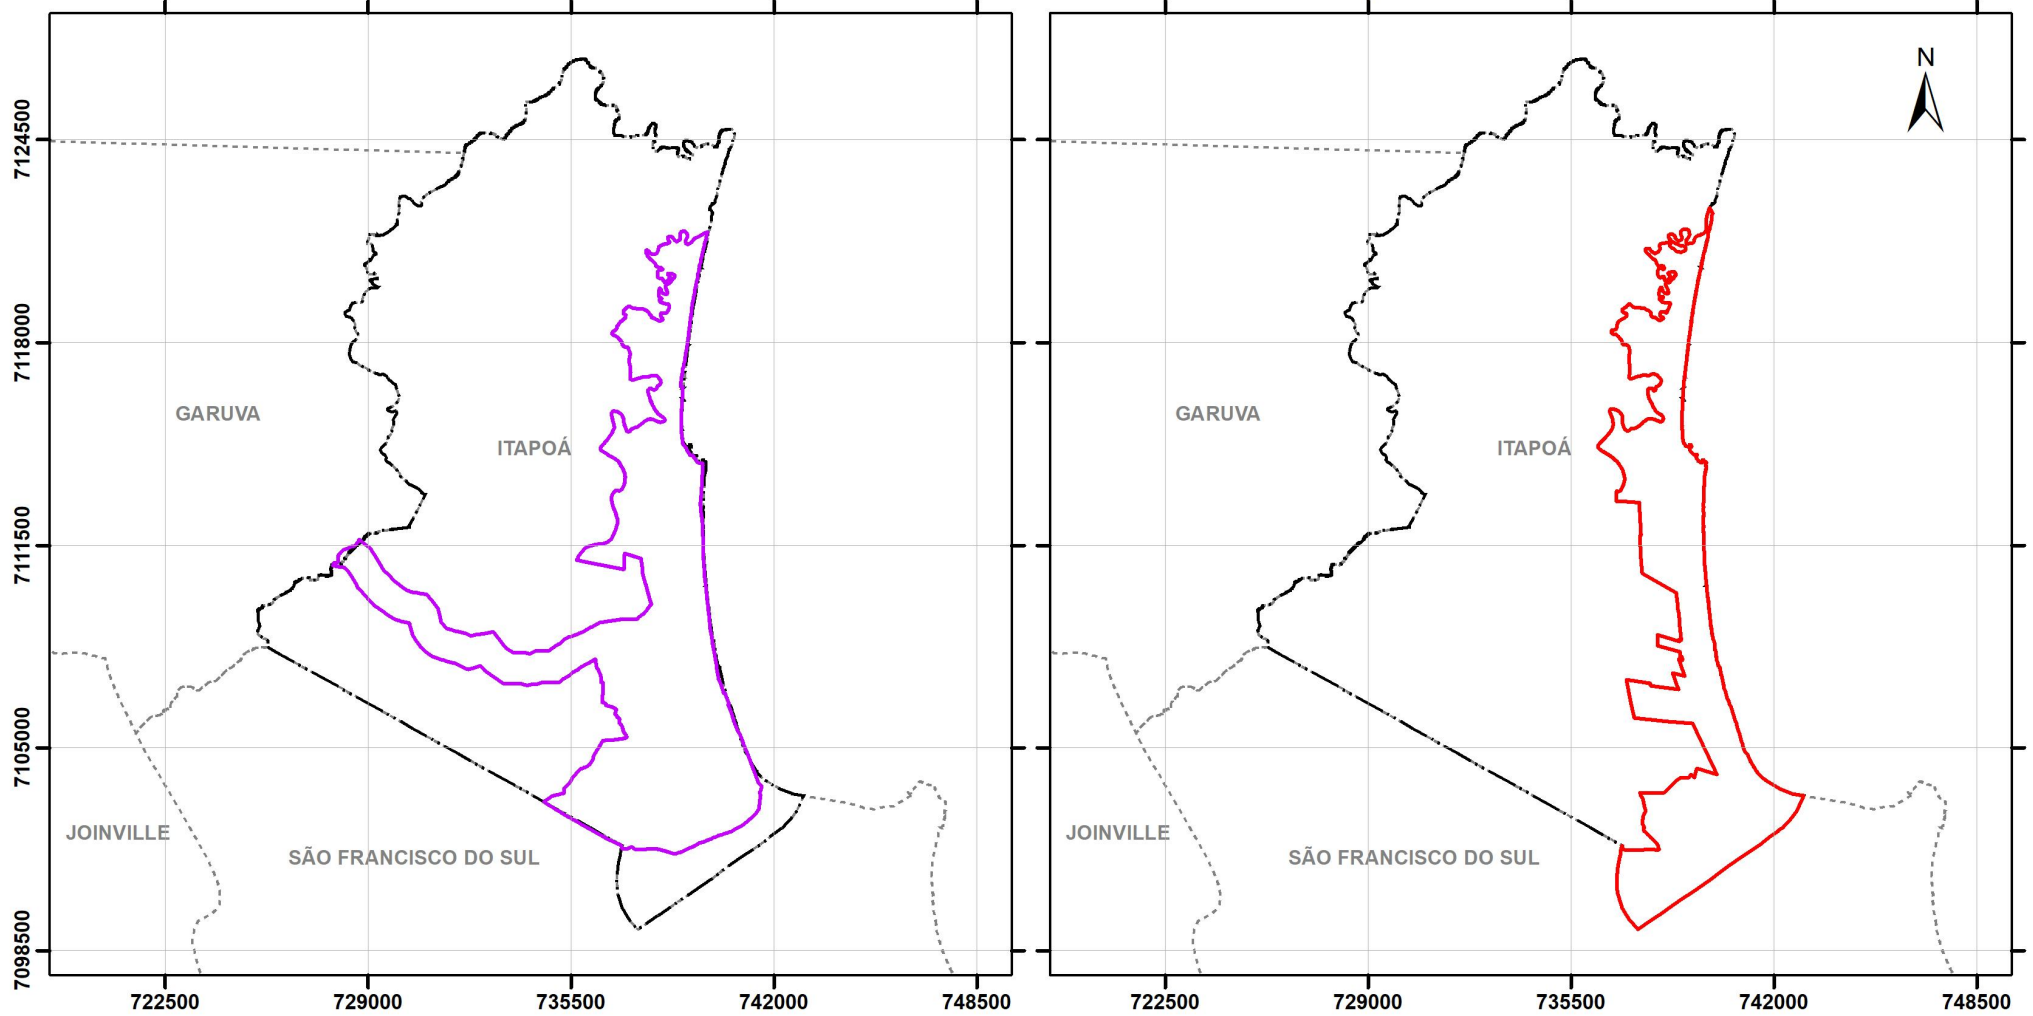 N
7124500
7118000
GARUVA
ITAPOÁ
GARUVA
ITAPOÁ
7111500
7105000
JOINVILLE
SÃO FRANCISCO DO SUL
JOINVILLE
SÃO FRANCISCO DO SUL
7098500
722500
729000
735500
742000
748500
722500
729000
735500
742000
748500